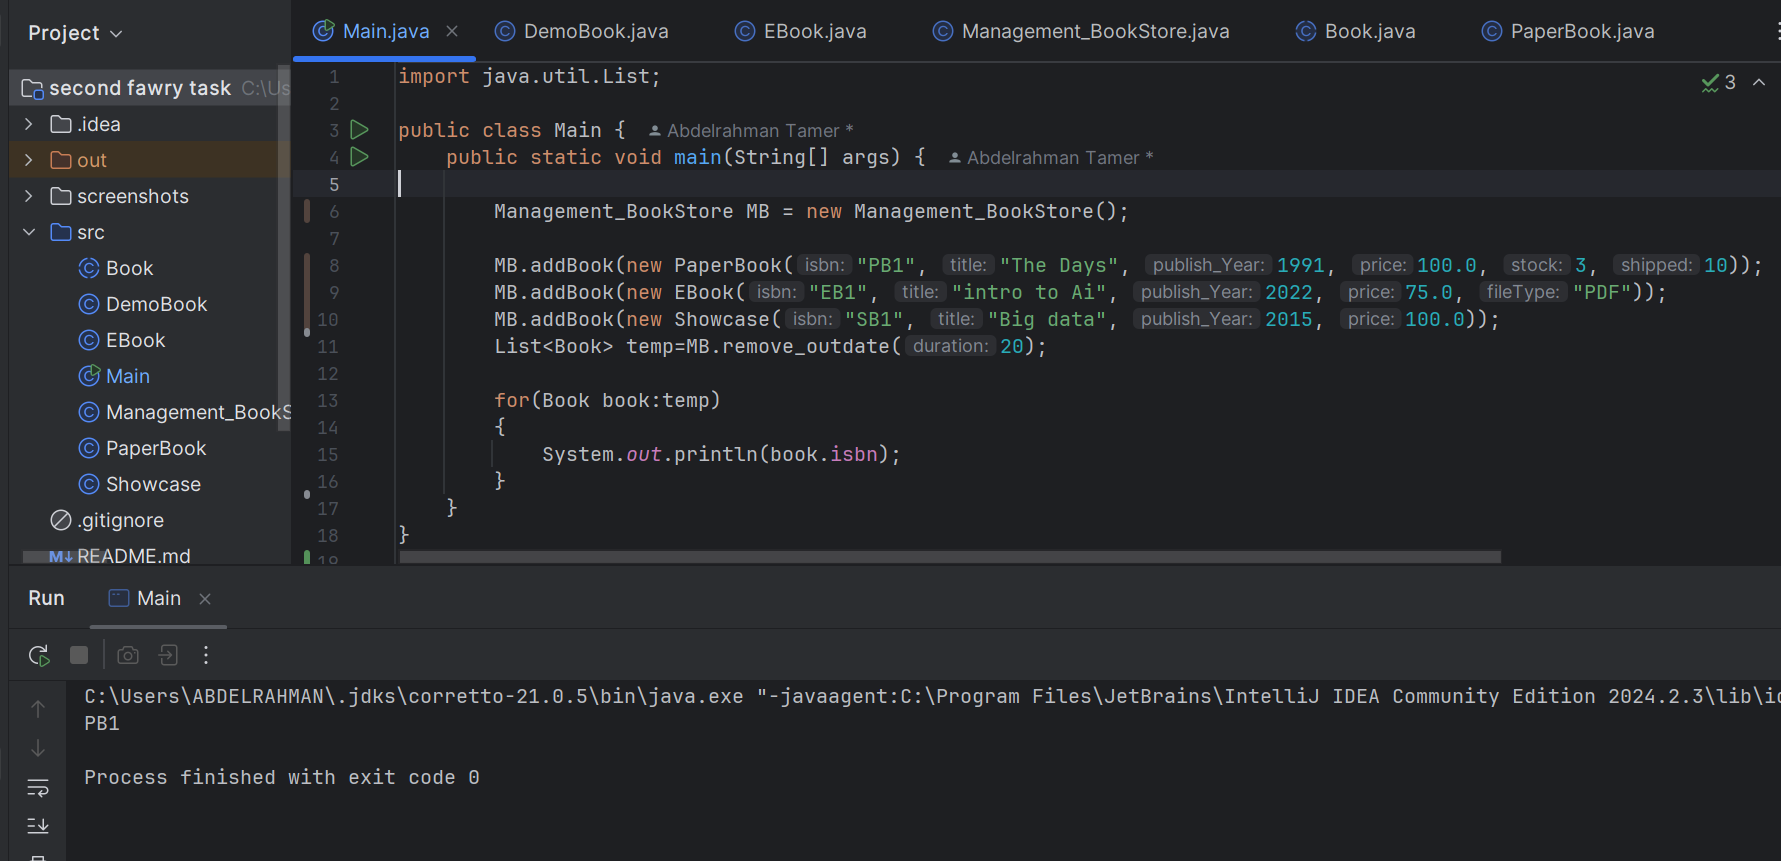 Project
Main.java
DemoBook.java
EBook.java
Management_BookStore.java
Book.java
PaperBook.java
second fawry task C:\Us
.idea
out
screenshots
src
Book
DemoBook
EBook
Main
Management_BookS
PaperBook
Showcase
.gitignore
M↓ README.md
3
1 import java.util.List;
2
3 public class Main { Abdelrahman Tamer *
4 public static void main(String[] args) { Abdelrahman Tamer *
5
6 Management_BookStore MB = new Management_BookStore();
7
8 MB.addBook(new PaperBook( isbn: "PB1", title: "The Days", publish_Year: 1991, price: 100.0, stock: 3, shipped: 10));
9 MB.addBook(new EBook( isbn: "EB1", title: "intro to Ai", publish_Year: 2022, price: 75.0, fileType: "PDF"));
10 MB.addBook(new Showcase( isbn: "SB1", title: "Big data", publish_Year: 2015, price: 100.0));
11 List<Book> temp=MB.remove_outdate( duration: 20);
12
13 for(Book book:temp)
14 {
15 System.out.println(book.isbn);
16 }
17 }
18 }
19
Run
Main
C:\Users\ABDELRAHMAN\.jdks\corretto-21.0.5\bin\java.exe "-javaagent:C:\Program Files\JetBrains\IntelliJ IDEA Community Edition 2024.2.3\lib\id
PB1
Process finished with exit code 0